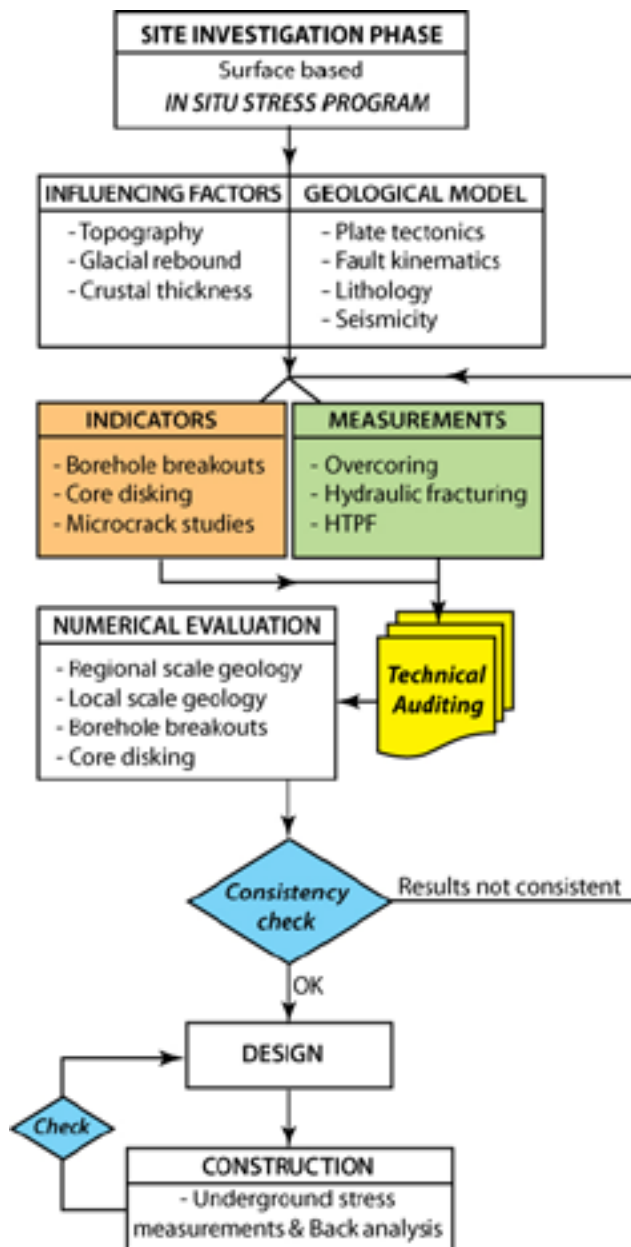 SITE INVESTIGATION PHASE
Surface based
IN SITU STRESS PROGRAM
INFLUENCING FACTORS
- Topography
- Glacial rebound
- Crustal thickness
GEOLOGICAL MODEL
- Plate tectonics
- Fault kinematics
- Lithology
- Seismicity
INDICATORS
- Borehole breakouts
- Core disking
- Microcrack studies
MEASUREMENTS
- Overcoring
- Hydraulic fracturing
- HTPF
Technical
Auditing
NUMERICAL EVALUATION
- Regional scale geology
- Local scale geology
- Borehole breakouts
- Core disking
Consistency
check
Results not consistent
OK
DESIGN
Check
CONSTRUCTION
- Underground stress
measurements & Back analysis